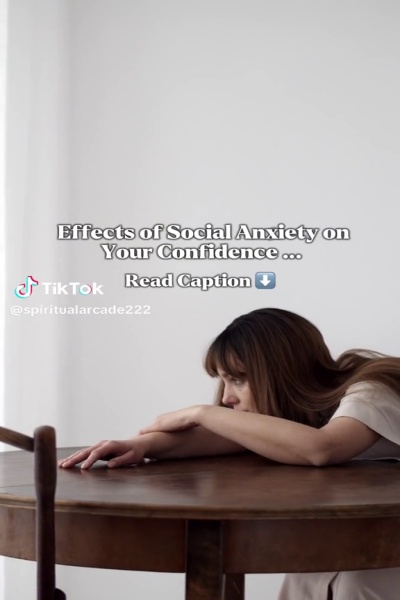 Effects of Social Anxiety on
Your Confidence ...
Read Caption ⬇️
TikTok
@spiritualarcade222